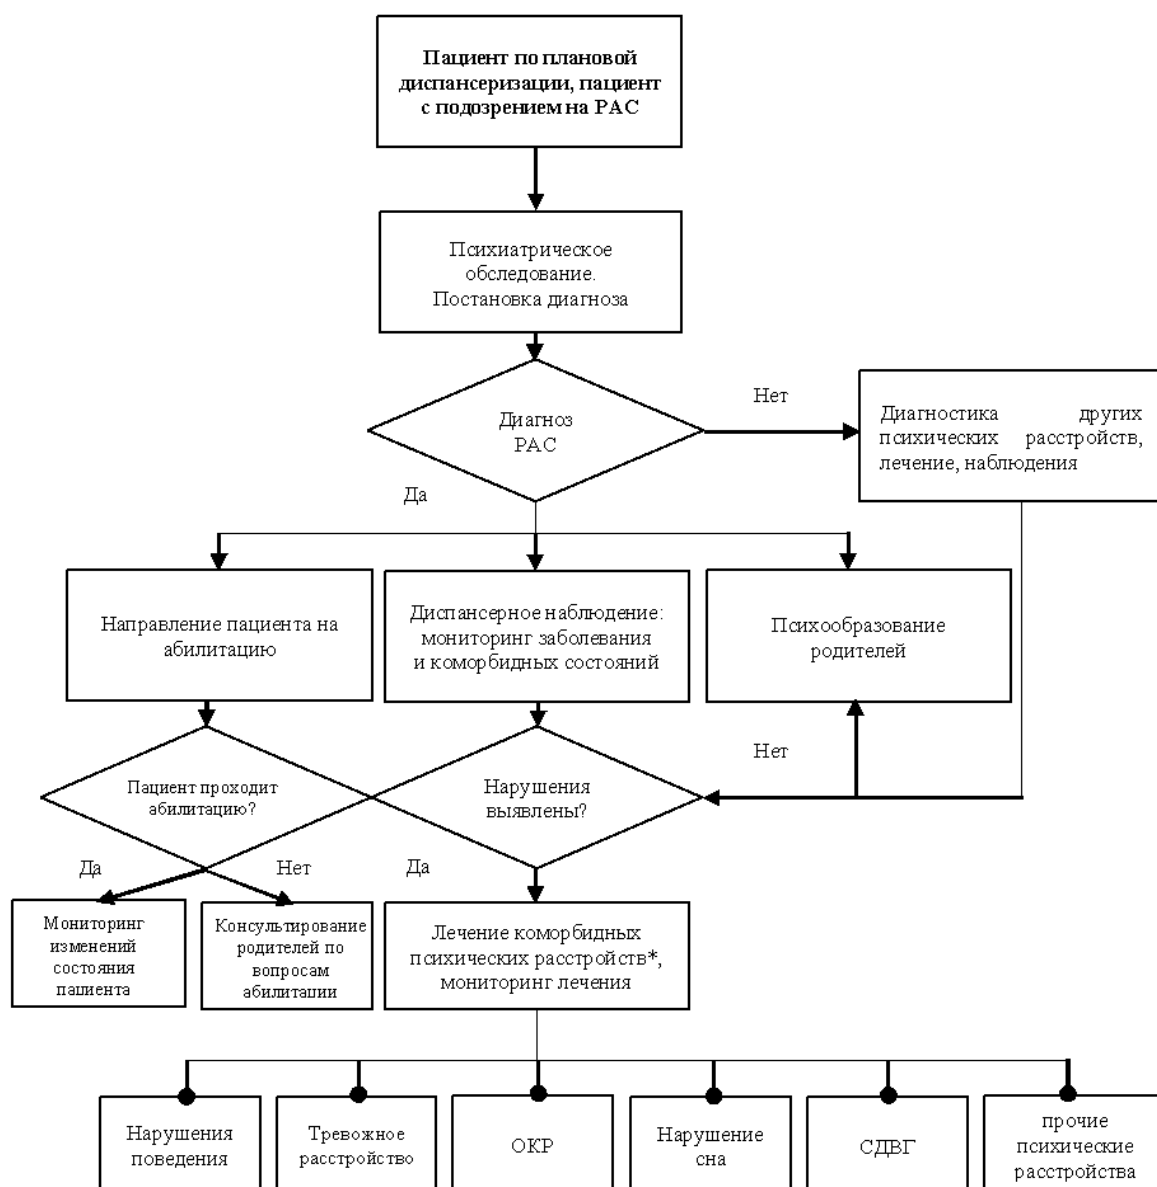 Пациент по плановой
диспансеризации, пациент
с подозрением на РАС
Психиатрическое
обследование.
Постановка диагноза
Диагноз
РАС
Нет
Диагностика других
психических расстройств,
лечение, наблюдения
Да
Направление пациента на
абилитацию
Диспансерное наблюдение:
мониторинг заболевания
и коморбидных состояний
Психообразование
родителей
Пациент проходит
абилитацию?
Нарушения
выявлены?
Нет
Да
Нет
Да
Мониторинг
изменений
состояния
пациента
Консультирование
родителей по
вопросам
абилитации
Лечение коморбидных
психических расстройств*,
мониторинг лечения
Нарушения
поведения
Тревожное
расстройство
ОКР
Нарушение
сна
СДВГ
прочие
психические
расстройства